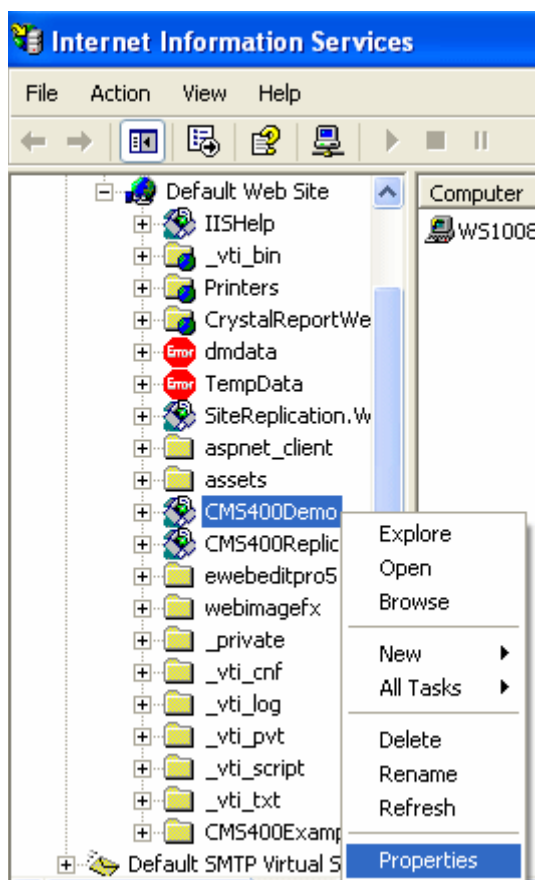 Internet Information Services
File Action View Help
Default Web Site
IISHelp
_vti_bin
Printers
CrystalReportWe
Error dmdata
Error TempData
SiteReplication.W
aspnet_client
assets
CMS400Demo
CMS400Replic
ewebeditpro5
webimagefx
_private
_vti_cnf
_vti_log
_vti_pvt
_vti_script
_vti_txt
CMS400Examp
Default SMTP Virtual S
Computer
WS1008
Explore
Open
Browse
New
All Tasks
Delete
Rename
Refresh
Properties